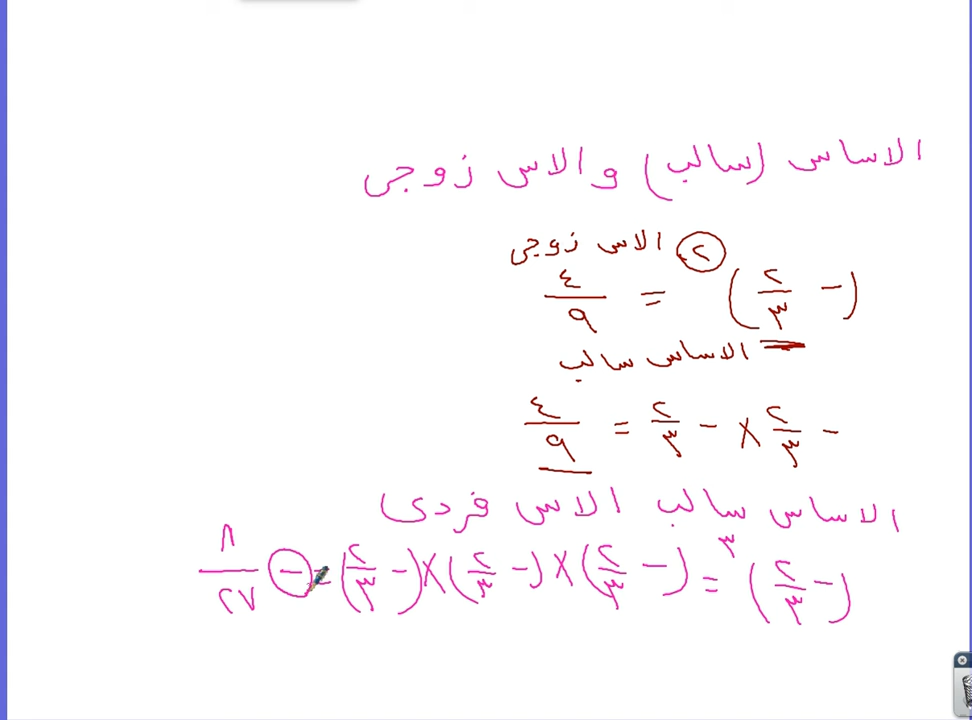 الاساس (سالب) والاس زوجى
٢ الاس زوجى
(- ٢/٣) = ٤/٩
الاساس سالب
- ٢/٣ × - ٢/٣ = ٤/٩
الاساس سالب الاس فردى
(- ٢/٣)٣ = (- ٢/٣) × (- ٢/٣) × (- ٢/٣) = - ٨/٢٧